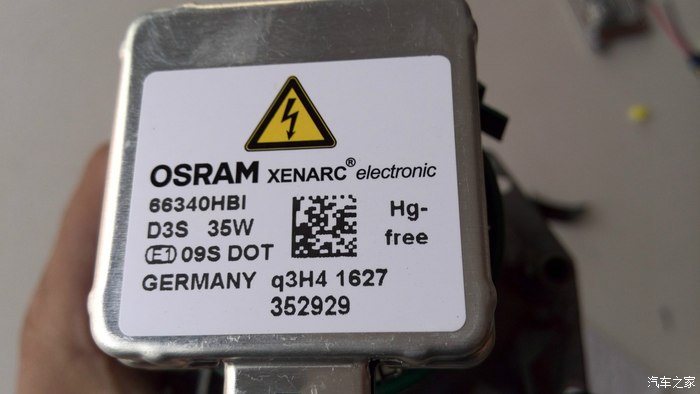 OSRAM XENARC® electronic
66340HBI
D3S 35W
Hg-
free
E1 09S DOT
GERMANY q3H4 1627
352929
汽车之家